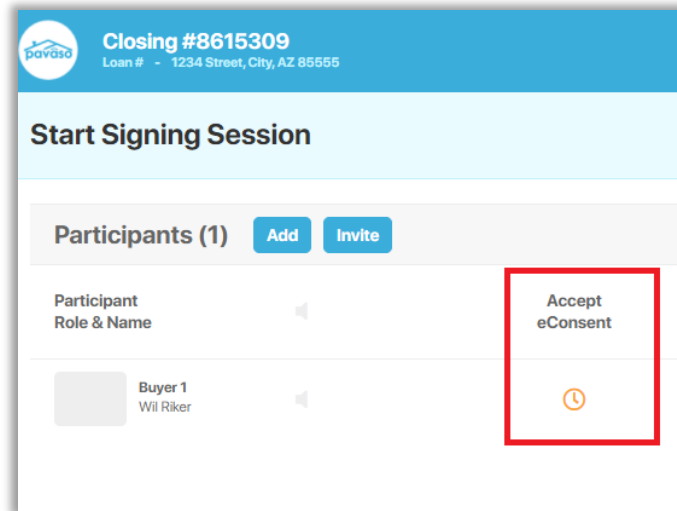 pavaso
Closing #8615309
Loan # - 1234 Street, City, AZ 85555
Start Signing Session
Participants (1) Add Invite
Participant
Role & Name
Accept
eConsent
Buyer 1
Wil Riker